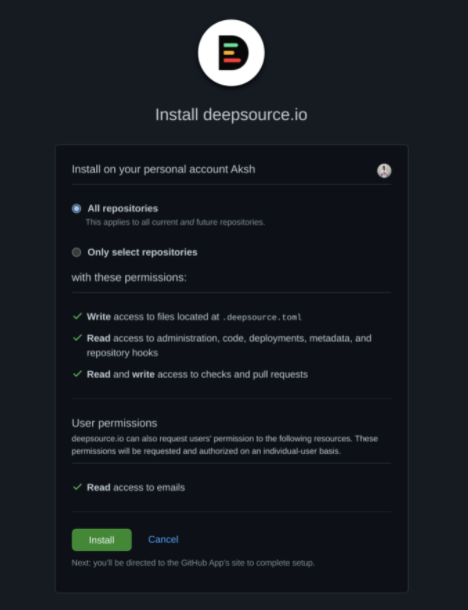 Install deepsource.io
Install on your personal account Aksh
All repositories
This applies to all current and future repositories.
Only select repositories
with these permissions:
Write access to files located at .deepsource.toml
Read access to administration, code, deployments, metadata, and
repository hooks
Read and write access to checks and pull requests
User permissions
deepsource.io can also request users' permission to the following resources. These
permissions will be requested and authorized on an individual-user basis.
Read access to emails
Install Cancel
Next: you'll be directed to the GitHub App's site to complete setup.